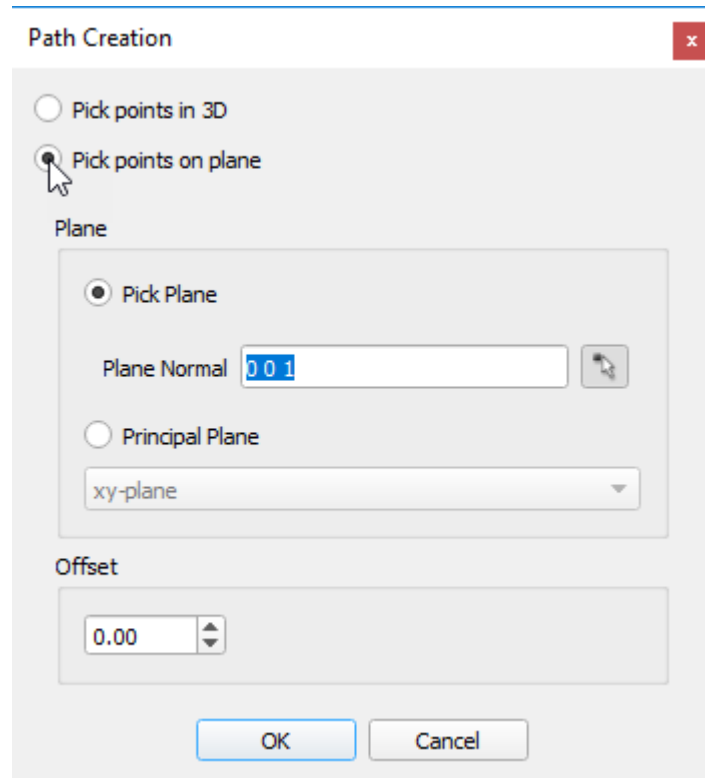 Path Creation
x
Pick points in 3D
Pick points on plane
Plane
Pick Plane
Plane Normal 0 0 1
Principal Plane
xy-plane
Offset
0.00
OK Cancel